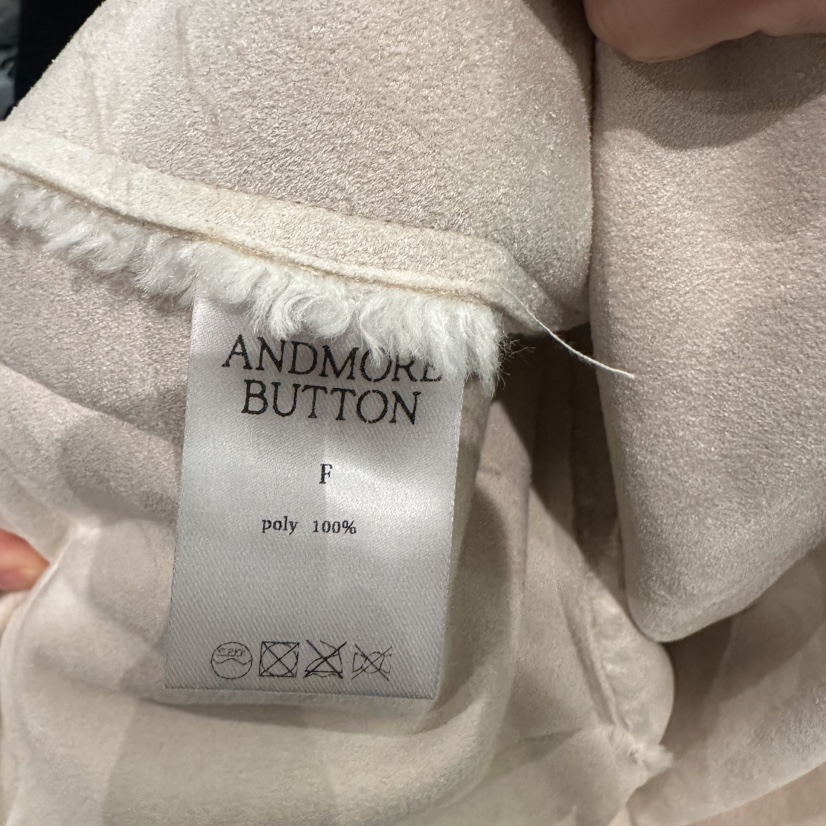 ANDMORE
BUTTON
F
poly 100%